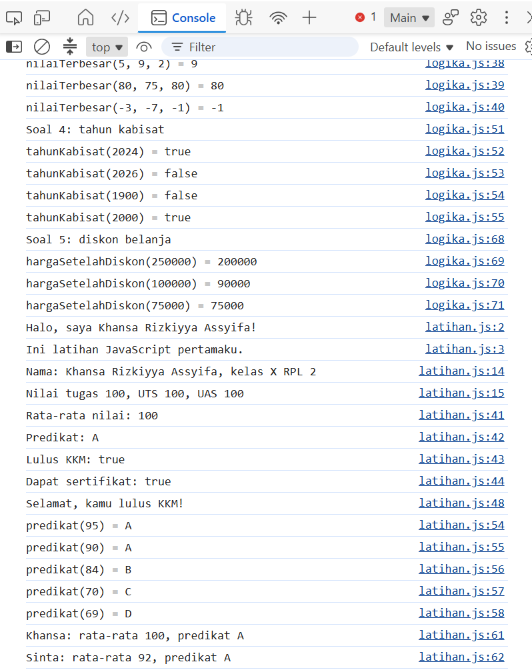 Console
1
Main
top
Filter
Default levels
No issues
nilaiTerbesar(5, 9, 2) = 9 logika.js:38
nilaiTerbesar(80, 75, 80) = 80 logika.js:39
nilaiTerbesar(-3, -7, -1) = -1 logika.js:40
Soal 4: tahun kabisat logika.js:51
tahunKabisat(2024) = true logika.js:52
tahunKabisat(2026) = false logika.js:53
tahunKabisat(1900) = false logika.js:54
tahunKabisat(2000) = true logika.js:55
Soal 5: diskon belanja logika.js:68
hargaSetelahDiskon(250000) = 200000 logika.js:69
hargaSetelahDiskon(100000) = 90000 logika.js:70
hargaSetelahDiskon(75000) = 75000 logika.js:71
Halo, saya Khansa Rizkiyya Assyifa! latihan.js:2
Ini latihan JavaScript pertamaku. latihan.js:3
Nama: Khansa Rizkiyya Assyifa, kelas X RPL 2 latihan.js:14
Nilai tugas 100, UTS 100, UAS 100 latihan.js:15
Rata-rata nilai: 100 latihan.js:41
Predikat: A latihan.js:42
Lulus KKM: true latihan.js:43
Dapat sertifikat: true latihan.js:44
Selamat, kamu lulus KKM! latihan.js:48
predikat(95) = A latihan.js:54
predikat(90) = A latihan.js:55
predikat(84) = B latihan.js:56
predikat(70) = C latihan.js:57
predikat(69) = D latihan.js:58
Khansa: rata-rata 100, predikat A latihan.js:61
Sinta: rata-rata 92, predikat A latihan.js:62